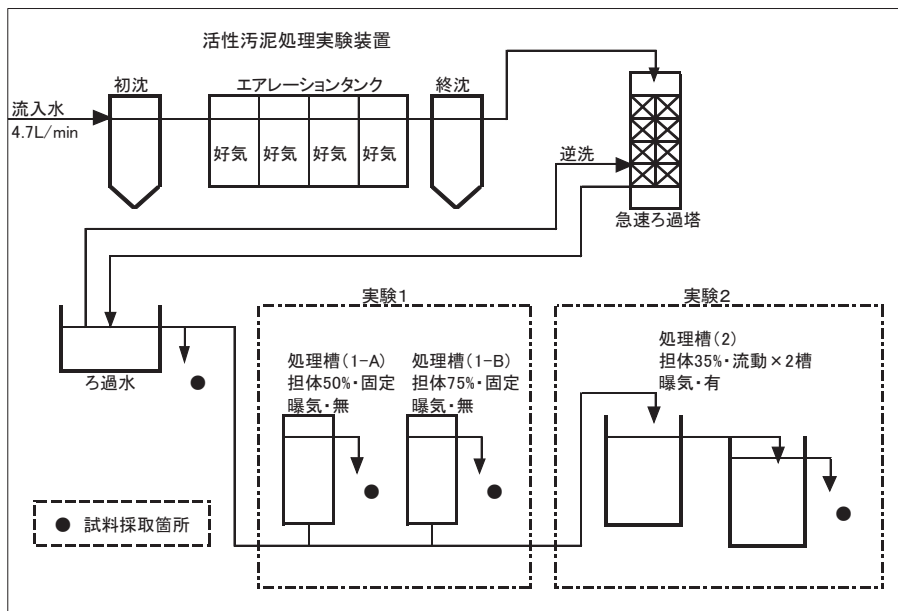 活性汚泥処理実験装置
初沈
エアレーションタンク
終沈
流入水
4.7L/min
好気
好気
好気
好気
逆洗
急速ろ過塔
ろ過水
実験1
処理槽(1-A)
担体50%・固定
曝気・無
処理槽(1-B)
担体75%・固定
曝気・無
実験2
処理槽(2)
担体35%・流動×2槽
曝気・有
● 試料採取箇所